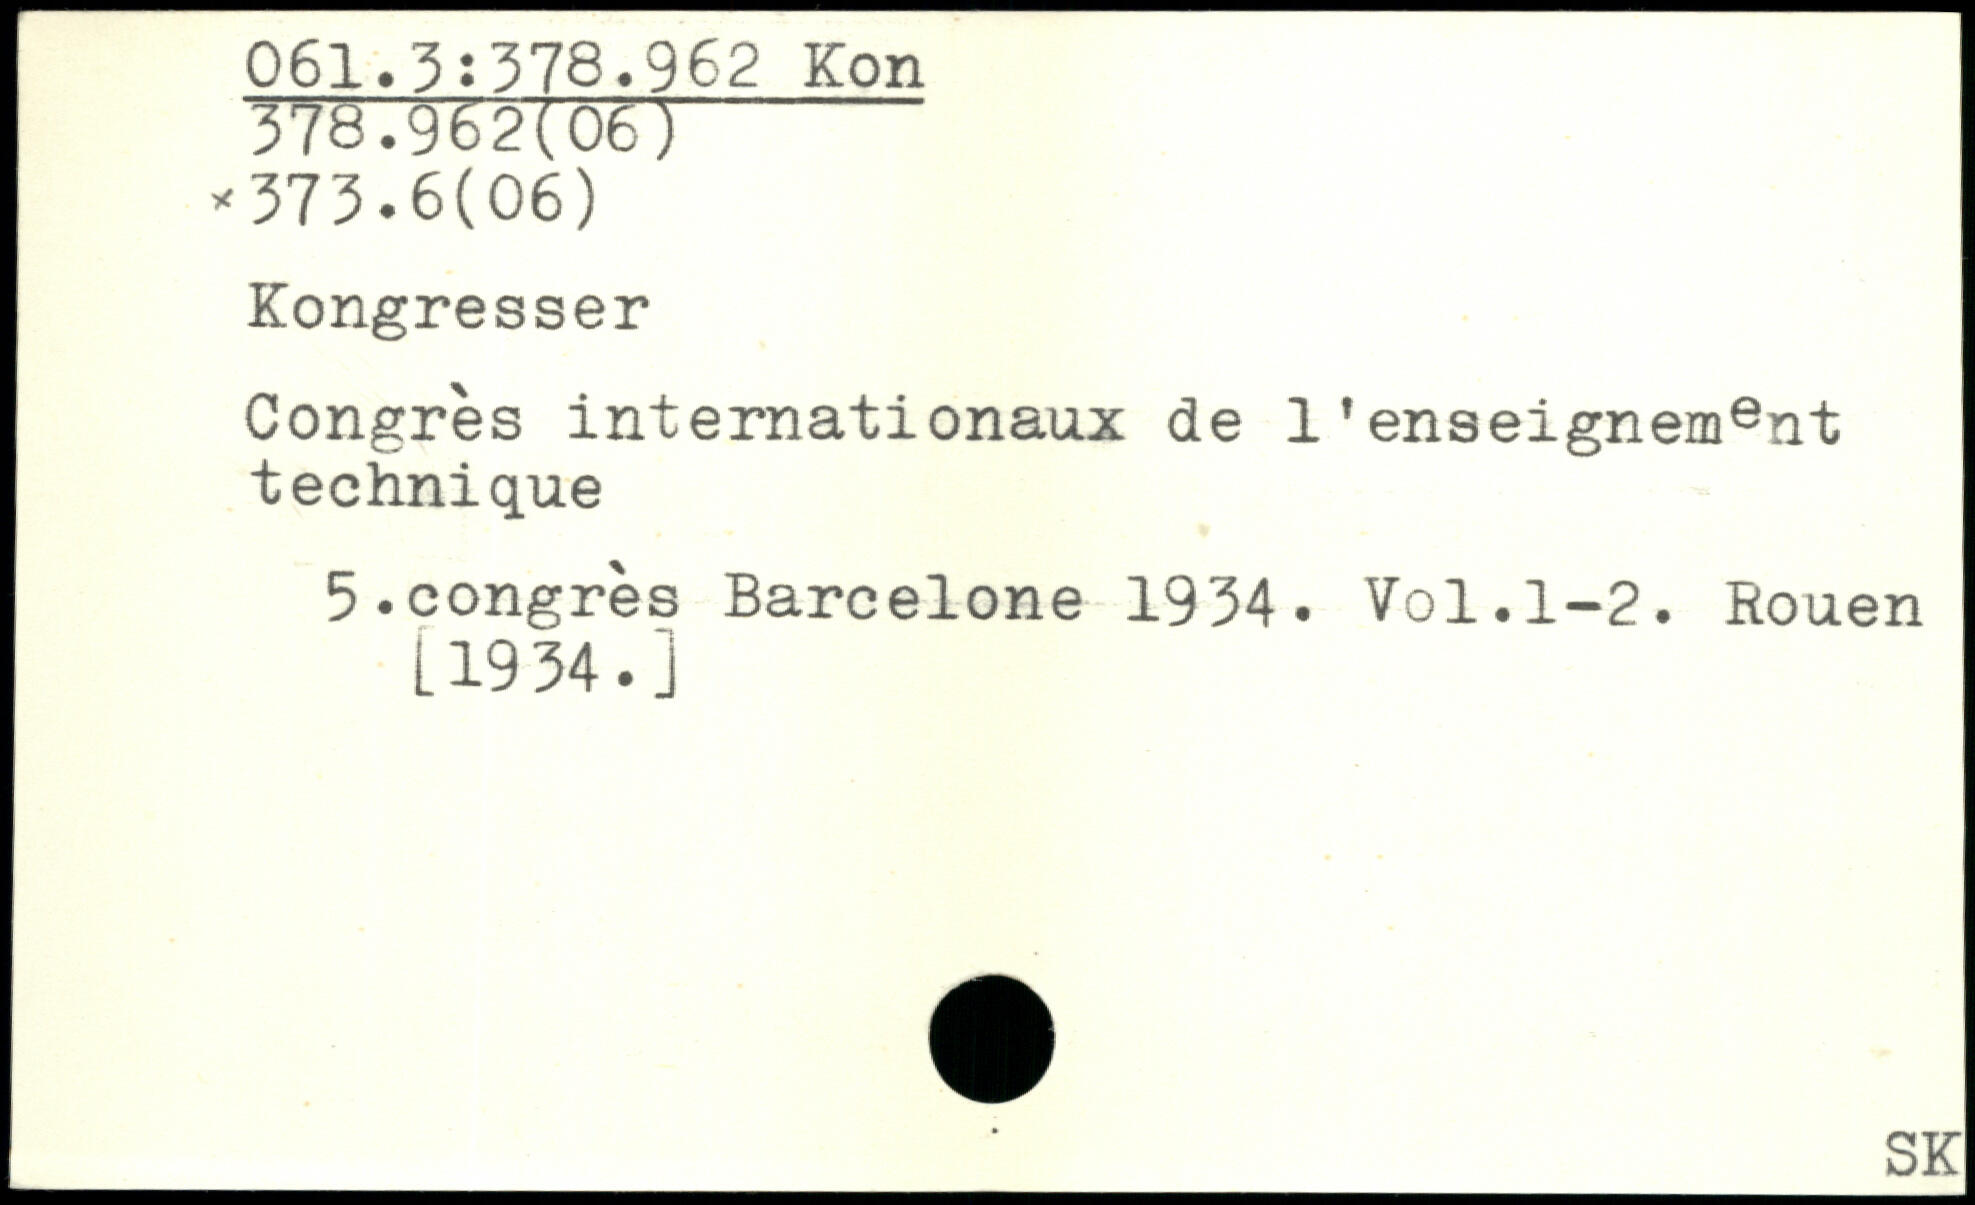 061.3:378.962 Kon
378.962(06)
×373.6(06)
Kongresser
Congrès internationaux de l'enseignement
technique
5.congrès Barcelone 1934. Vol.1-2. Rouen
[1934.]
SK